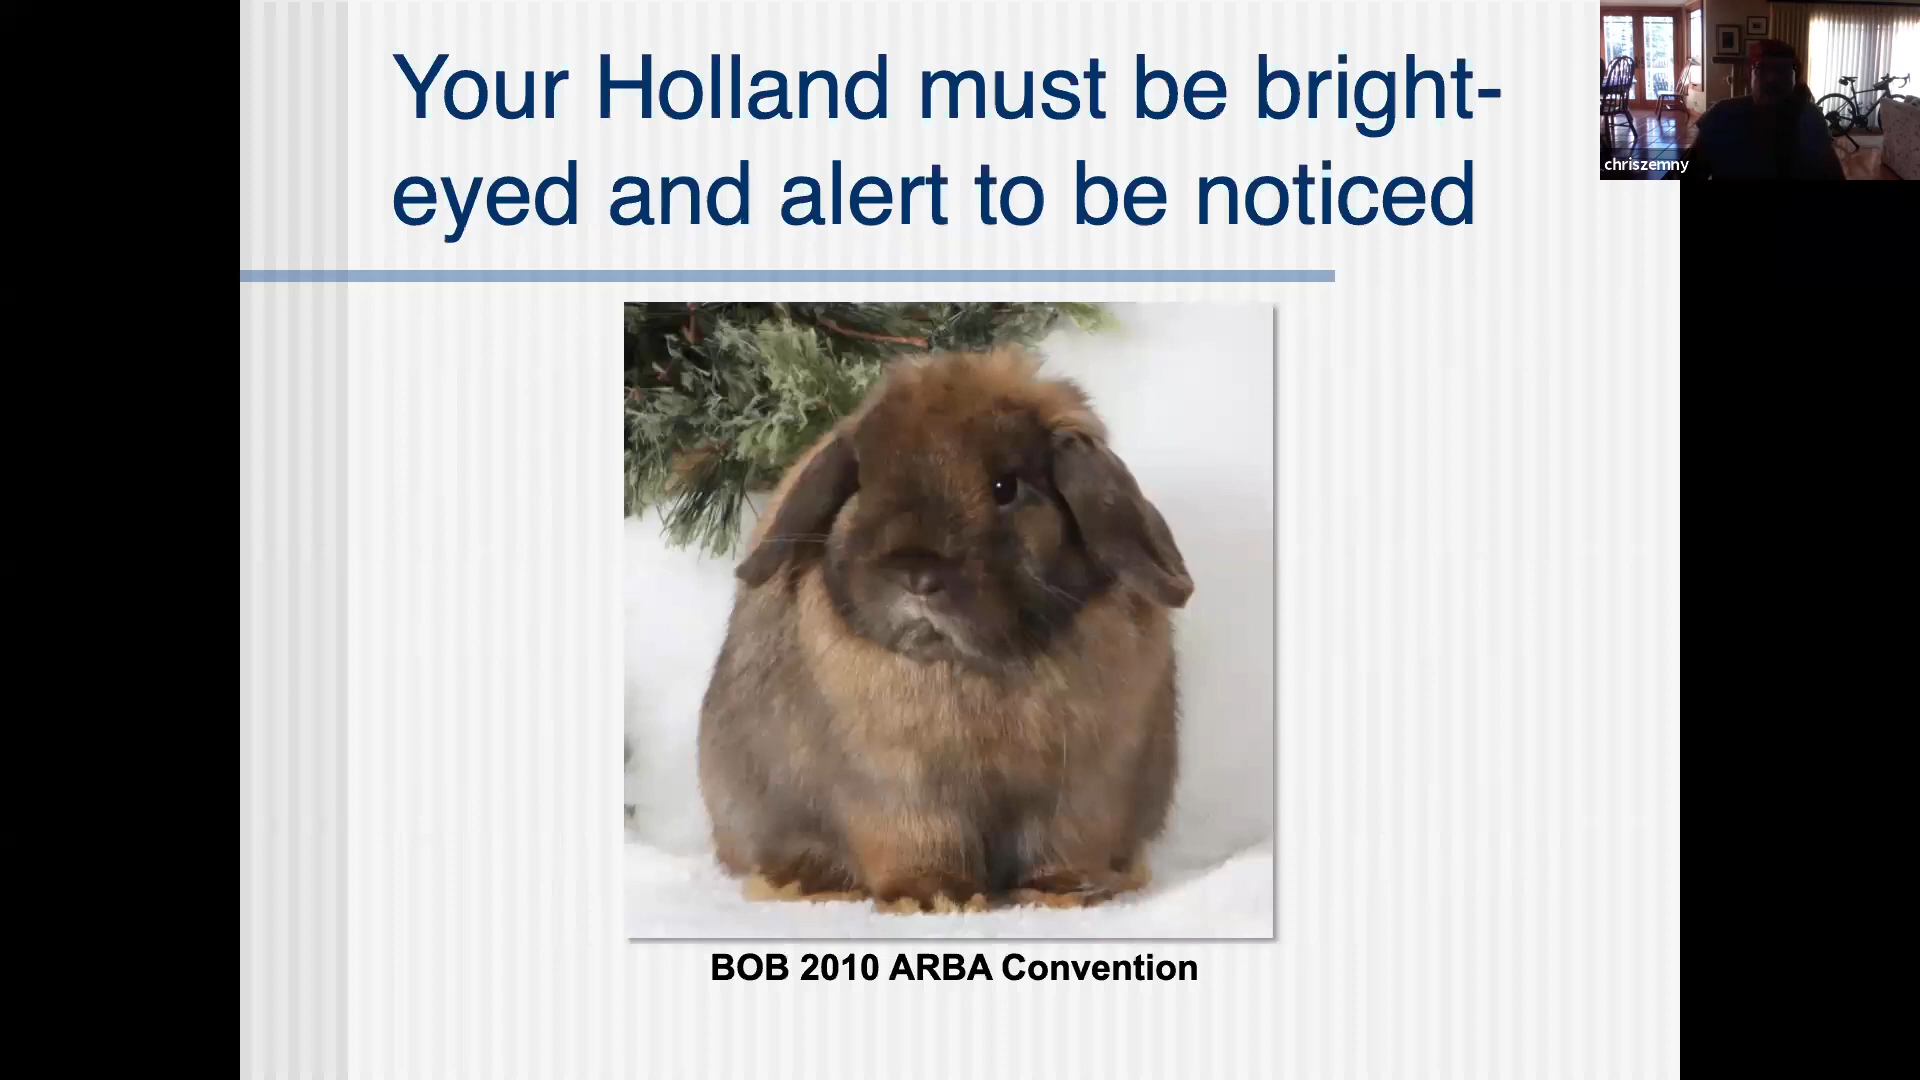 Your Holland must be bright-
eyed and alert to be noticed
chriszemny
BOB 2010 ARBA Convention